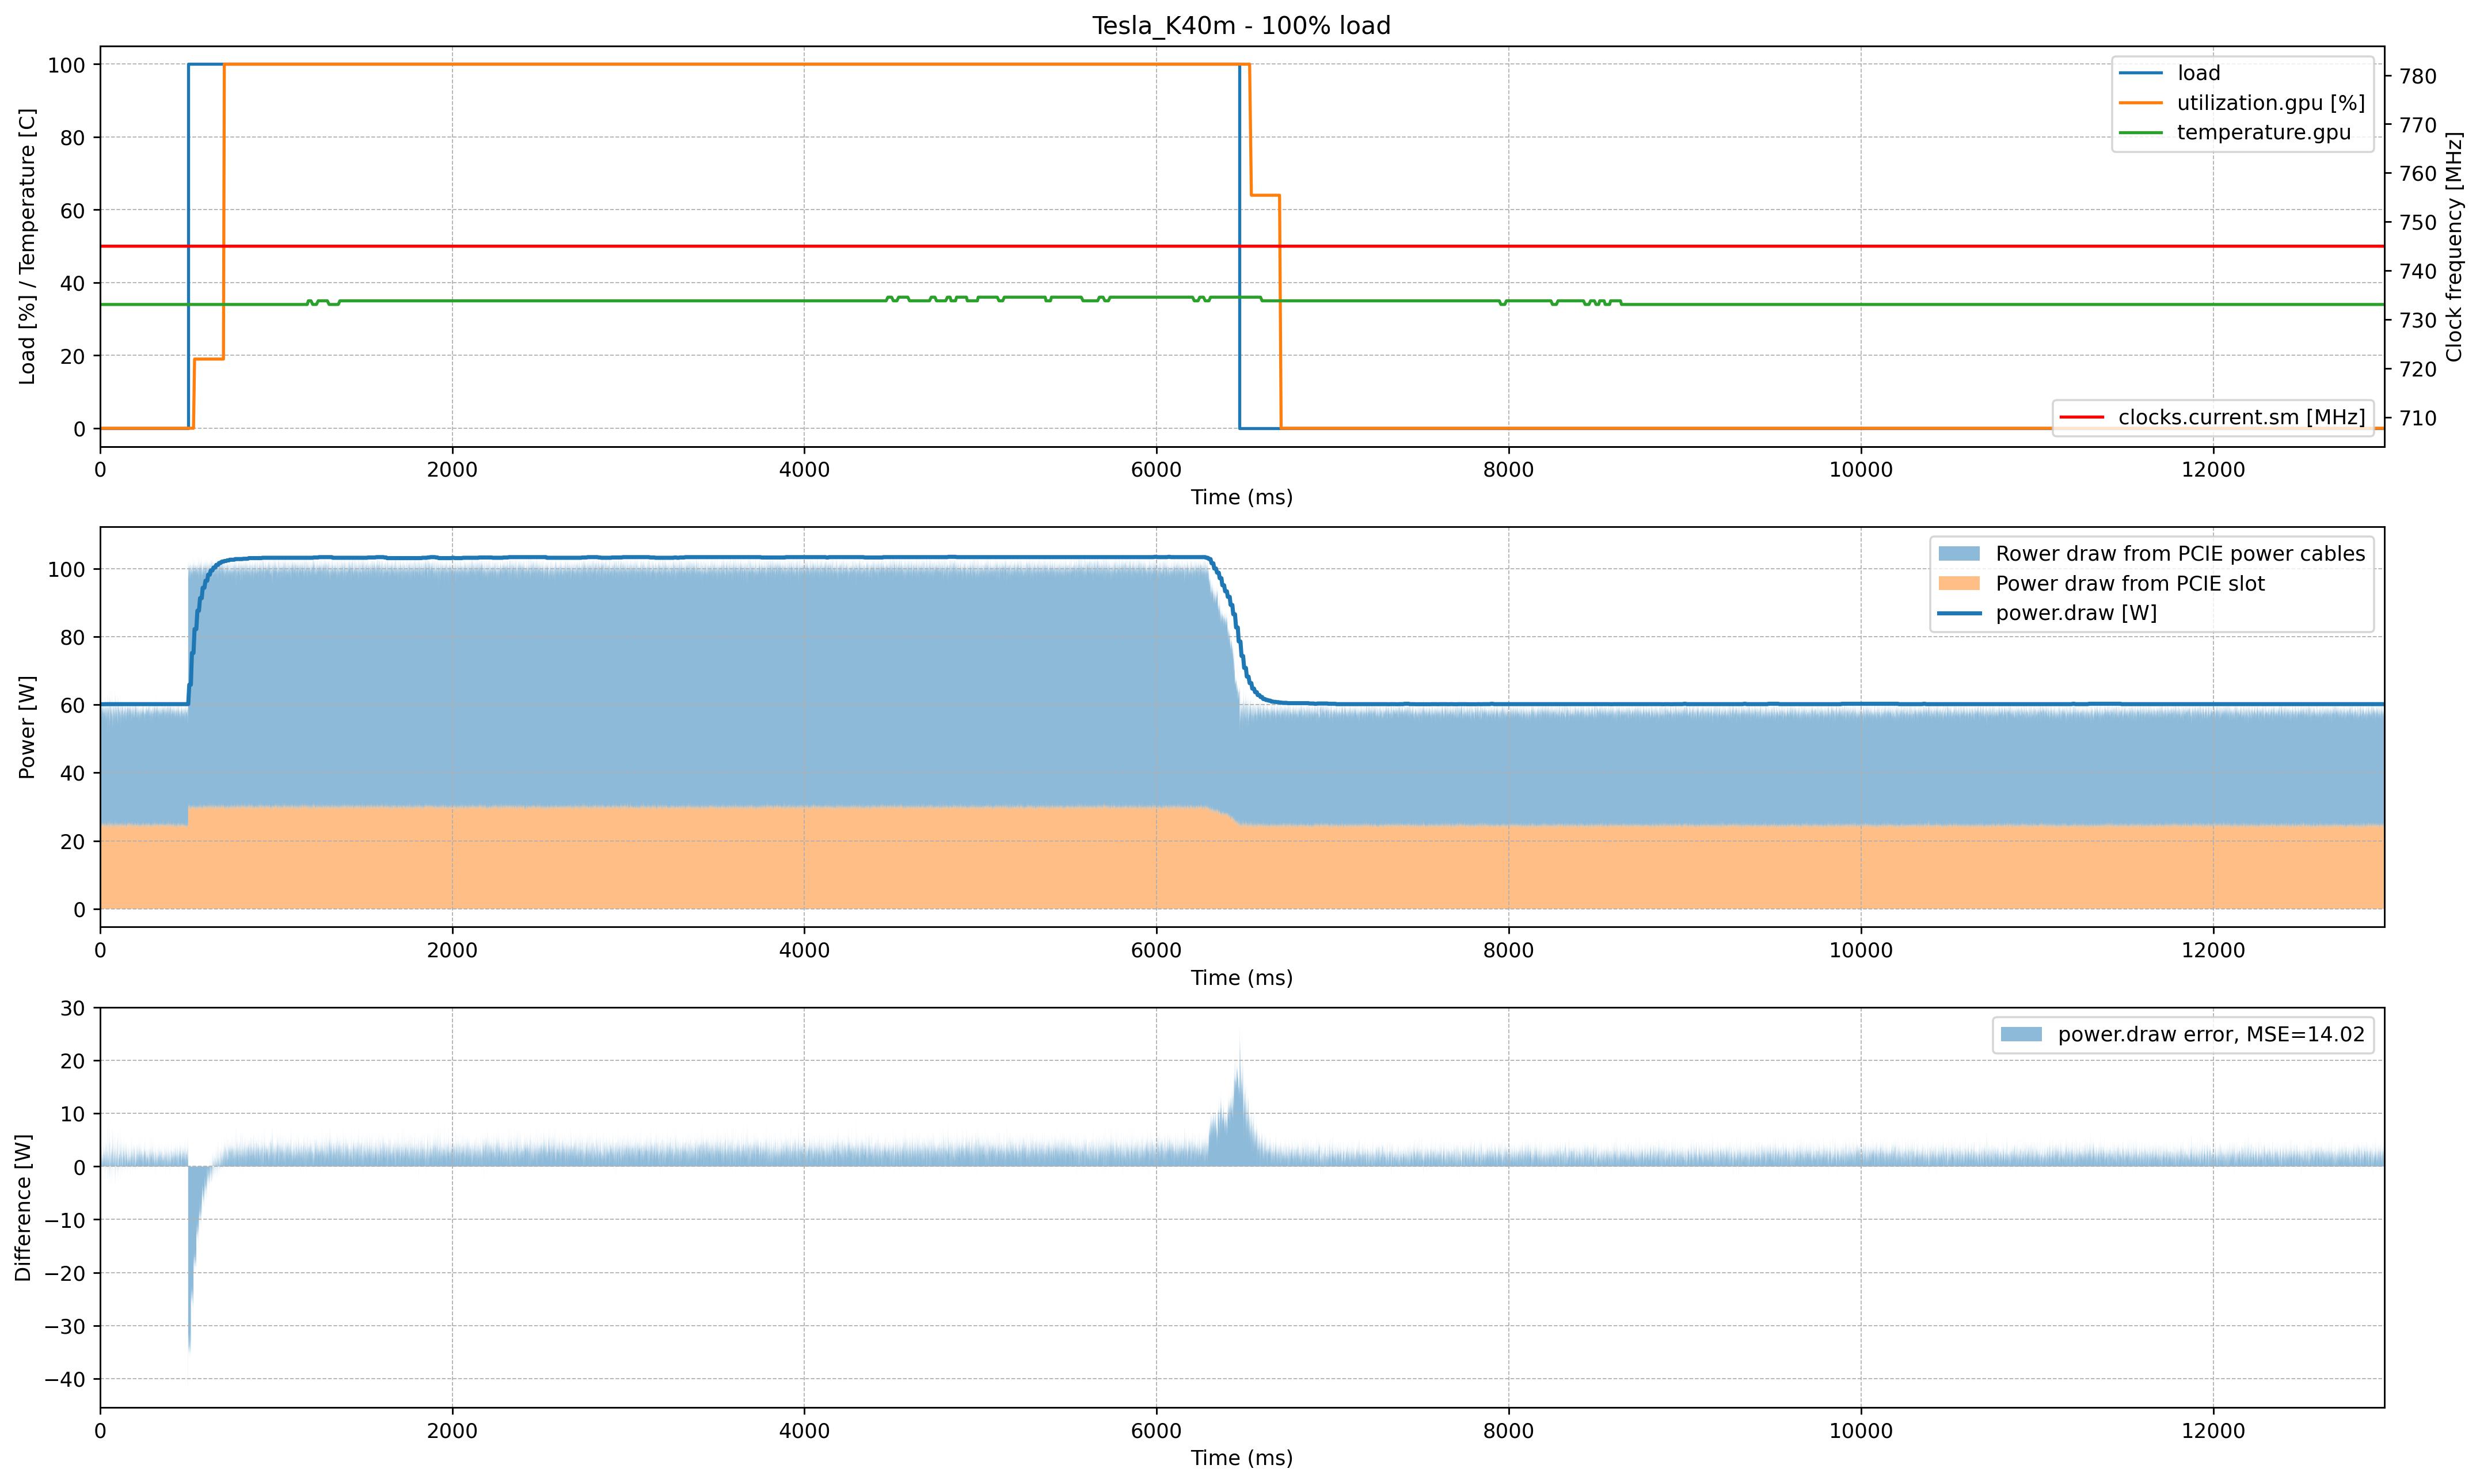 Tesla_K40m - 100% load
Load [%] / Temperature [C]
100
80
60
40
20
0
load
utilization.gpu [%]
temperature.gpu
clocks.current.sm [MHz]
780
770
760
750
740
730
720
710
Clock frequency [MHz]
0 2000 4000 6000 8000 10000 12000
Time (ms)
Power [W]
100
80
60
40
20
0
Rower draw from PCIE power cables
Power draw from PCIE slot
power.draw [W]
0 2000 4000 6000 8000 10000 12000
Time (ms)
Difference [W]
30
20
10
0
−10
−20
−30
−40
power.draw error, MSE=14.02
0 2000 4000 6000 8000 10000 12000
Time (ms)